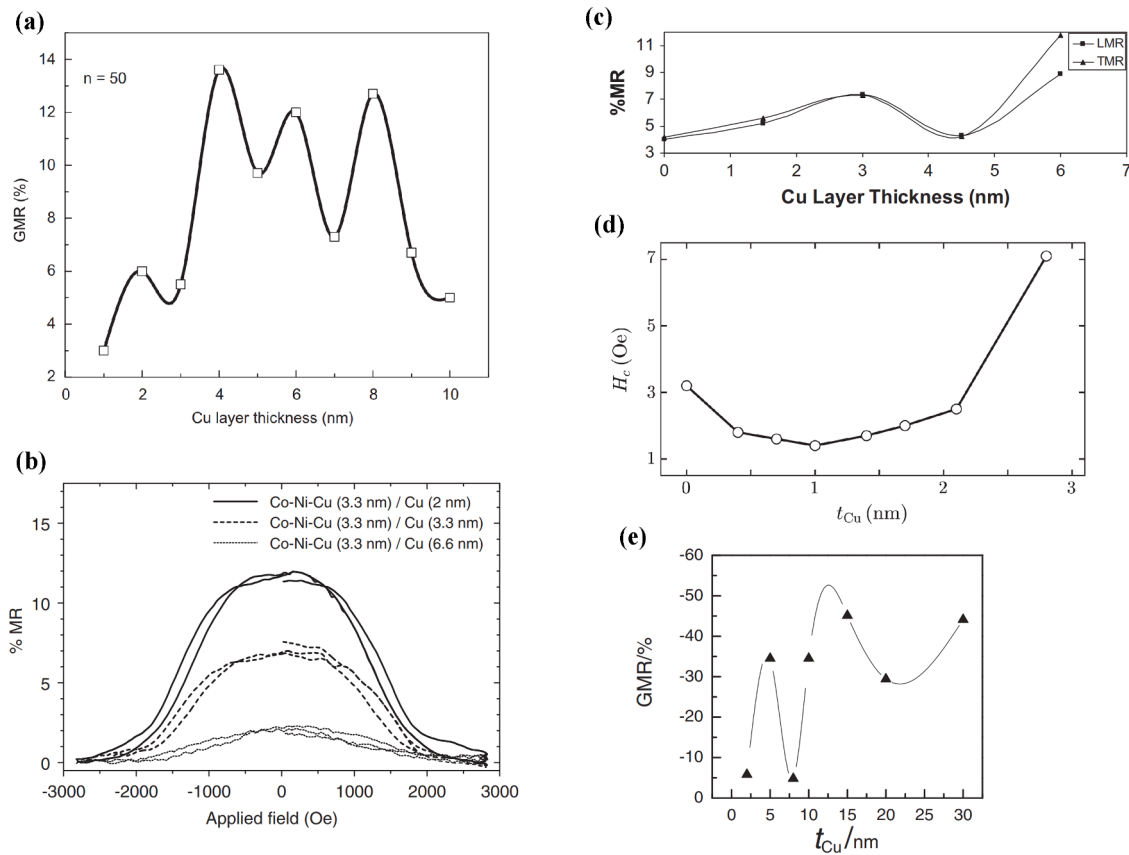 (a)
n = 50
GMR (%)
14
12
10
8
6
4
2
0 2 4 6 8 10
Cu layer thickness (nm)
(b)
Co-Ni-Cu (3.3 nm) / Cu (2 nm)
Co-Ni-Cu (3.3 nm) / Cu (3.3 nm)
Co-Ni-Cu (3.3 nm) / Cu (6.6 nm)
% MR
15
10
5
0
-3000 -2000 -1000 0 1000 2000 3000
Applied field (Oe)
(c)
LMR
TMR
%MR
11
9
7
5
3
0 1 2 3 4 5 6 7
Cu Layer Thickness (nm)
(d)
Hc (Oe)
7
5
3
1
0 1 2 3
tCu (nm)
(e)
GMR/%
-60
-50
-40
-30
-20
-10
0
0 5 10 15 20 25 30
tCu/nm